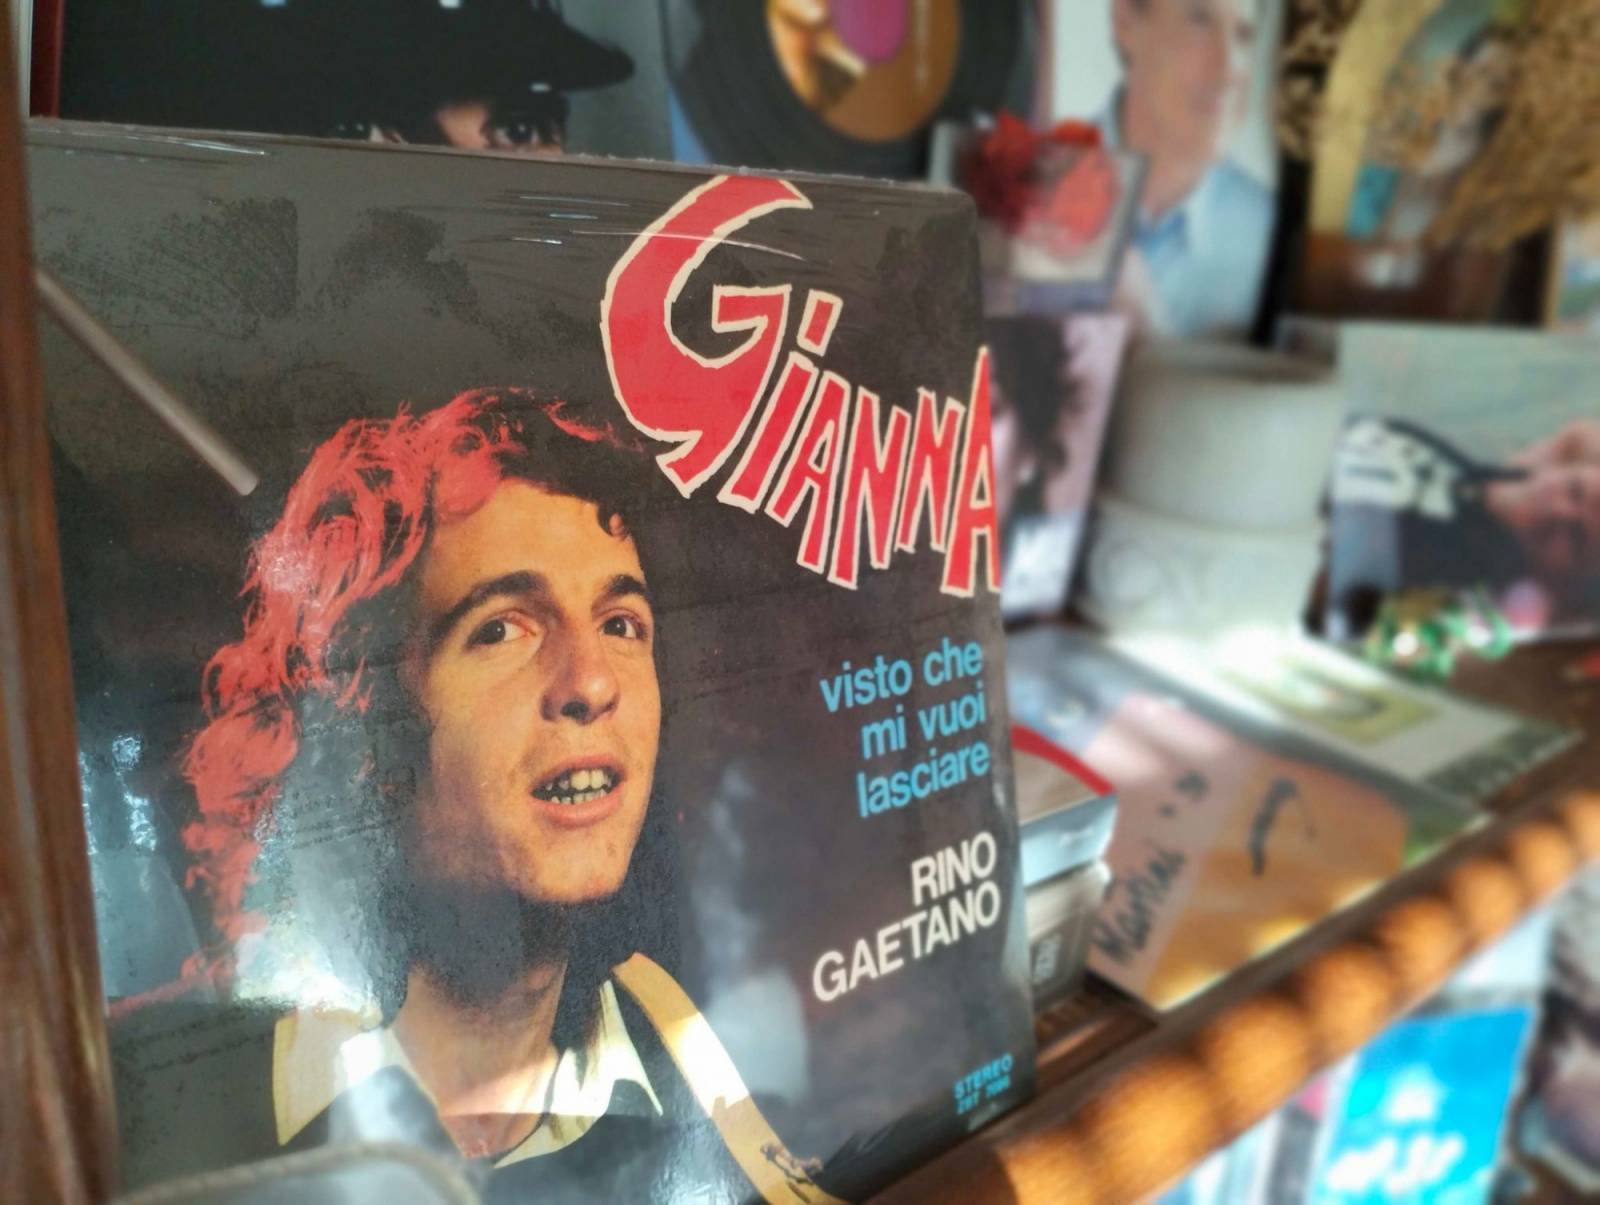 GiANNA
visto che
mi vuoi
lasciare
RINO
GAETANO
STEREO